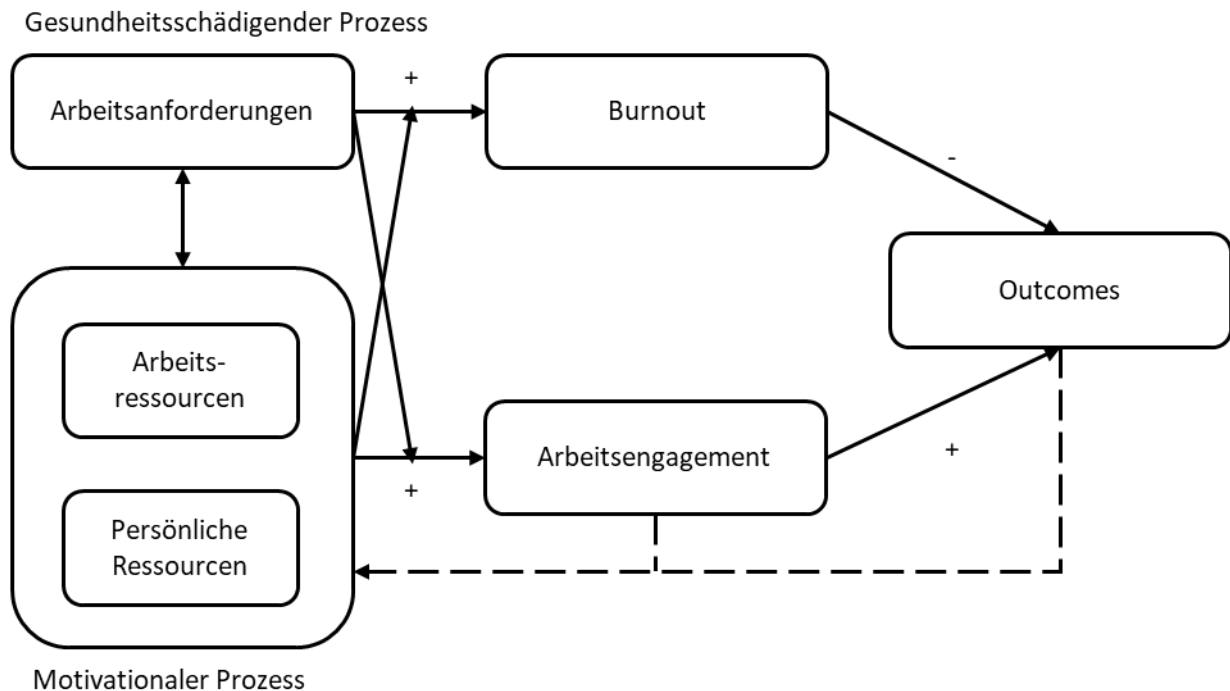 Gesundheitsschädigender Prozess
Arbeitsanforderungen
+
Burnout
-
Outcomes
Arbeits-
ressourcen
Arbeitsengagement
+
+
Persönliche
Ressourcen
Motivationaler Prozess